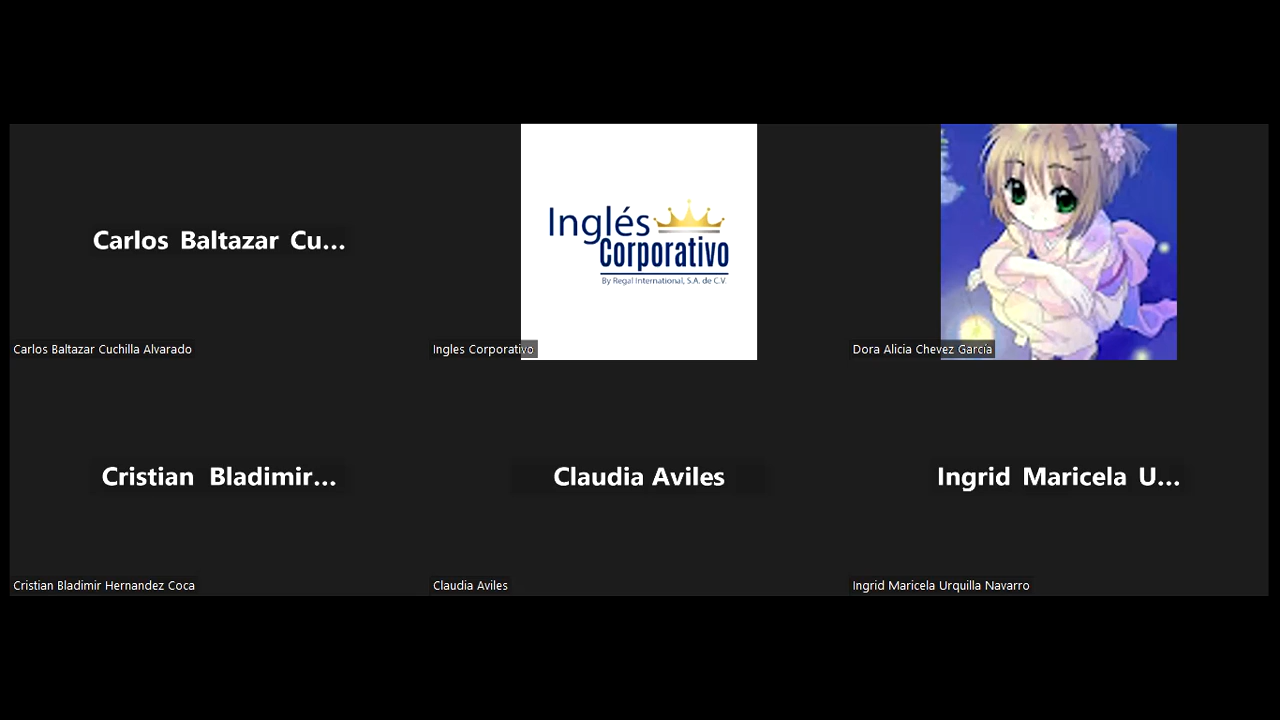 Carlos Baltazar Cu...
Inglés
Corporativo
By Regal International, S.A. de C.V.
Carlos Baltazar Cuchilla Alvarado
Ingles Corporativo
Dora Alicia Chevez García
Cristian Bladimir...
Claudia Aviles
Ingrid Maricela U...
Cristian Bladimir Hernandez Coca
Claudia Aviles
Ingrid Maricela Urquilla Navarro